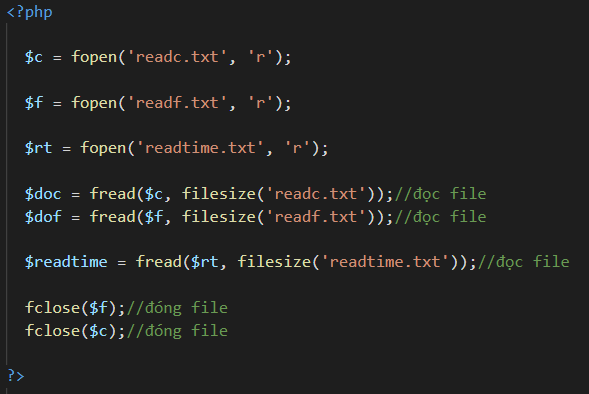 <?php
$c = fopen('readc.txt', 'r');
$f = fopen('readf.txt', 'r');
$rt = fopen('readtime.txt', 'r');
$doc = fread($c, filesize('readc.txt'));//đọc file
$dof = fread($f, filesize('readf.txt'));//đọc file
$readtime = fread($rt, filesize('readtime.txt'));//đọc file
fclose($f);//đóng file
fclose($c);//đóng file
?>